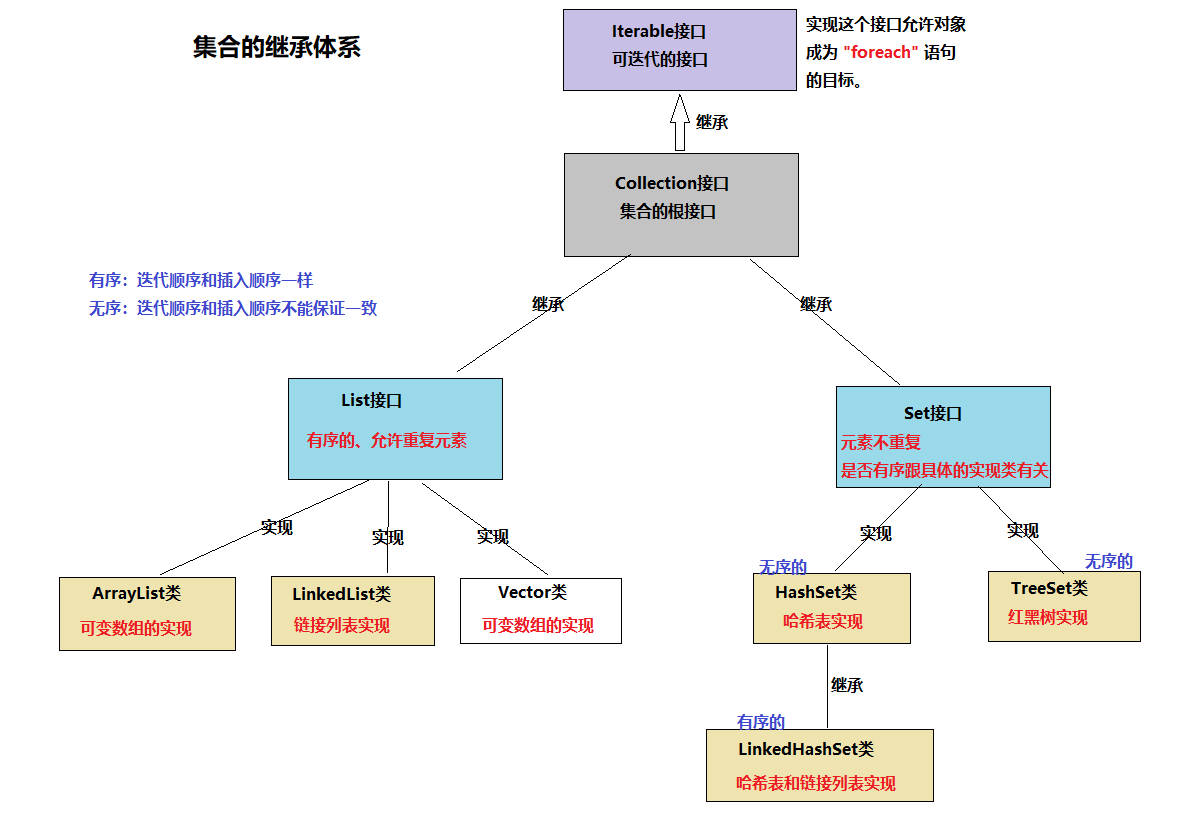 集合的继承体系
Iterable接口
可迭代的接口
实现这个接口允许对象
成为 "foreach" 语句
的目标。
继承
Collection接口
集合的根接口
有序：迭代顺序和插入顺序一样
无序：迭代顺序和插入顺序不能保证一致
继承
继承
List接口
有序的、允许重复元素
Set接口
元素不重复
是否有序跟具体的实现类有关
实现
实现
实现
实现
实现
ArrayList类
可变数组的实现
LinkedList类
链接列表实现
Vector类
可变数组的实现
无序的
HashSet类
哈希表实现
无序的
TreeSet类
红黑树实现
继承
有序的
LinkedHashSet类
哈希表和链接列表实现